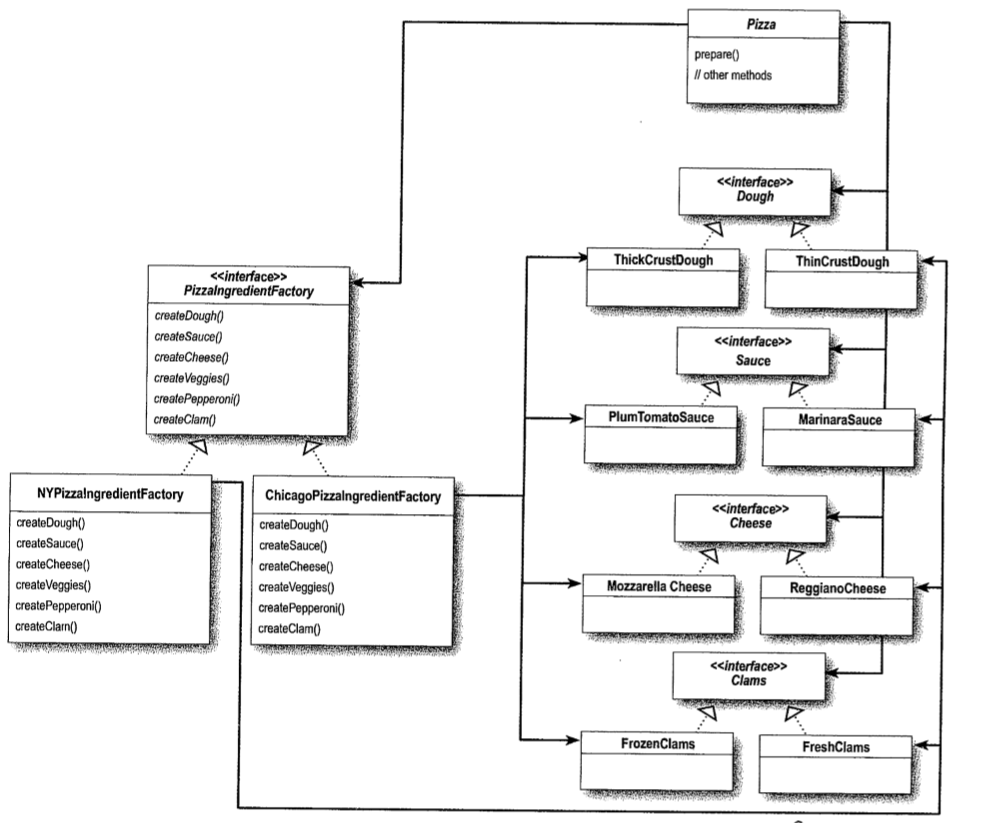 Pizza
prepare()
// other methods
<<interface>>
Dough
ThickCrustDough
ThinCrustDough
<<interface>>
PizzaIngredientFactory
createDough()
createSauce()
createCheese()
createVeggies()
createPepperoni()
createClam()
<<interface>>
Sauce
PlumTomatoSauce
MarinaraSauce
NYPizzaIngredientFactory
createDough()
createSauce()
createCheese()
createVeggies()
createPepperoni()
createClam()
ChicagoPizzaIngredientFactory
createDough()
createSauce()
createCheese()
createVeggies()
createPepperoni()
createClam()
<<interface>>
Cheese
Mozzarella Cheese
ReggianoCheese
<<interface>>
Clams
FrozenClams
FreshClams